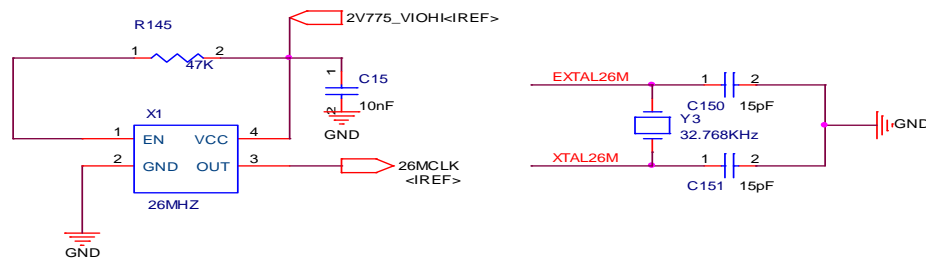 2V775_VIOHI<IREF>
R145
1
2
47K
1
C15
10nF
2
GND
X1
1
EN
VCC
4
2
GND
OUT
3
26MCLK
<IREF>
26MHZ
GND
EXTAL26M
1
2
C150
15pF
Y3
32.768KHz
GND
XTAL26M
1
2
C151
15pF